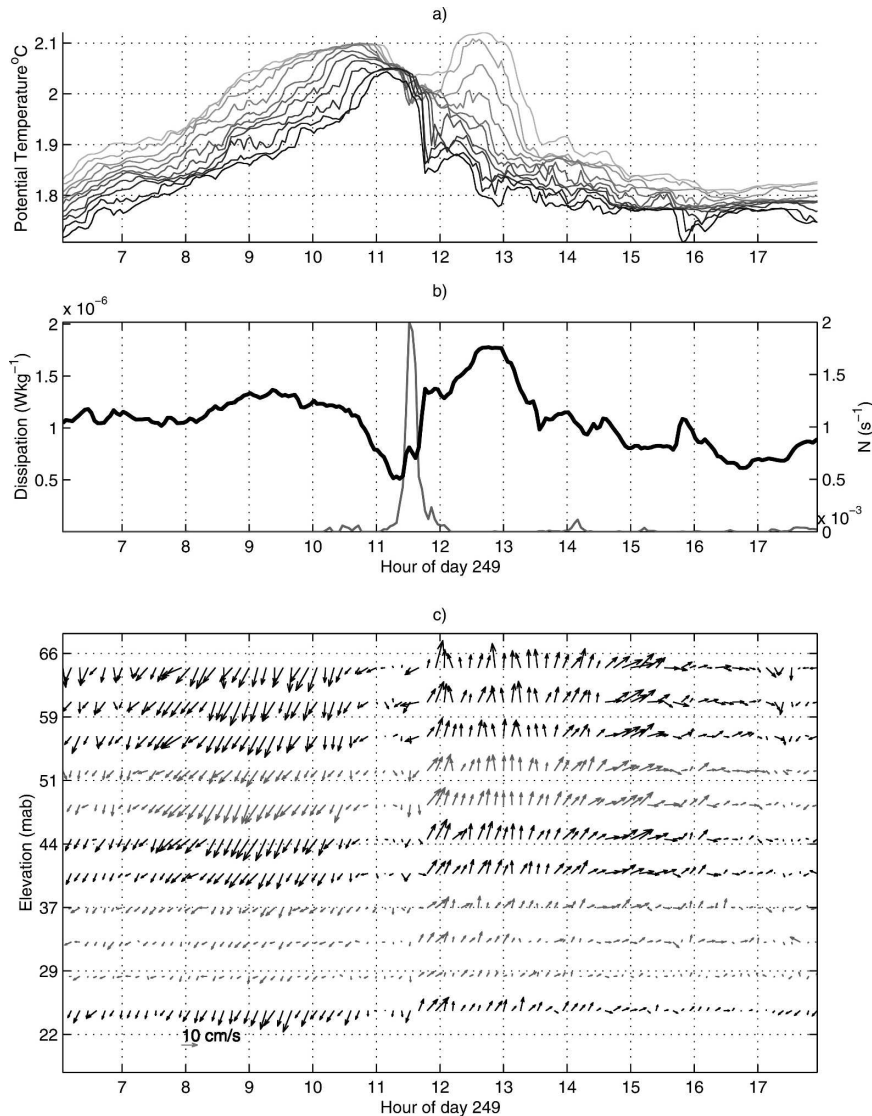 a)
Potential Temperature°C
2.1
2
1.9
1.8
7 8 9 10 11 12 13 14 15 16 17
b)
x 10−6
Dissipation (Wkg−1)
2
1.5
1
0.5
2
1.5
1
0.5
0
x 10−3
N (s−1)
7 8 9 10 11 12 13 14 15 16 17
Hour of day 249
c)
Elevation (mab)
66
59
51
44
37
29
22
10 cm/s
7 8 9 10 11 12 13 14 15 16 17
Hour of day 249